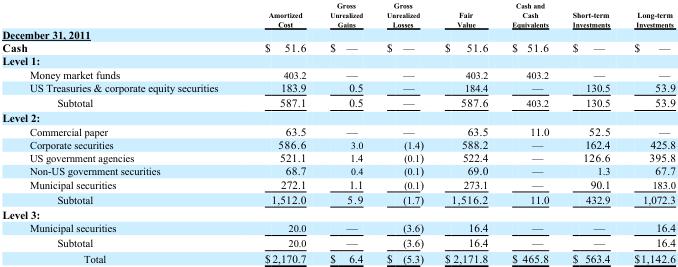 Amortized Cost Gross Unrealized Gains Gross Unrealized Losses Fair Value Cash and Cash Equivalents Short-term Investments Long-term Investments
December 31, 2011
Cash $ 51.6 $ — $ — $ 51.6 $ 51.6 $ — $ —
Level 1:
Money market funds 403.2 — — 403.2 403.2 — —
US Treasuries & corporate equity securities 183.9 0.5 — 184.4 — 130.5 53.9
Subtotal 587.1 0.5 — 587.6 403.2 130.5 53.9
Level 2:
Commercial paper 63.5 — — 63.5 11.0 52.5 —
Corporate securities 586.6 3.0 (1.4) 588.2 — 162.4 425.8
US government agencies 521.1 1.4 (0.1) 522.4 — 126.6 395.8
Non-US government securities 68.7 0.4 (0.1) 69.0 — 1.3 67.7
Municipal securities 272.1 1.1 (0.1) 273.1 — 90.1 183.0
Subtotal 1,512.0 5.9 (1.7) 1,516.2 11.0 432.9 1,072.3
Level 3:
Municipal securities 20.0 — (3.6) 16.4 — — 16.4
Subtotal 20.0 — (3.6) 16.4 — — 16.4
Total $ 2,170.7 $ 6.4 $ (5.3) $ 2,171.8 $ 465.8 $ 563.4 $ 1,142.6